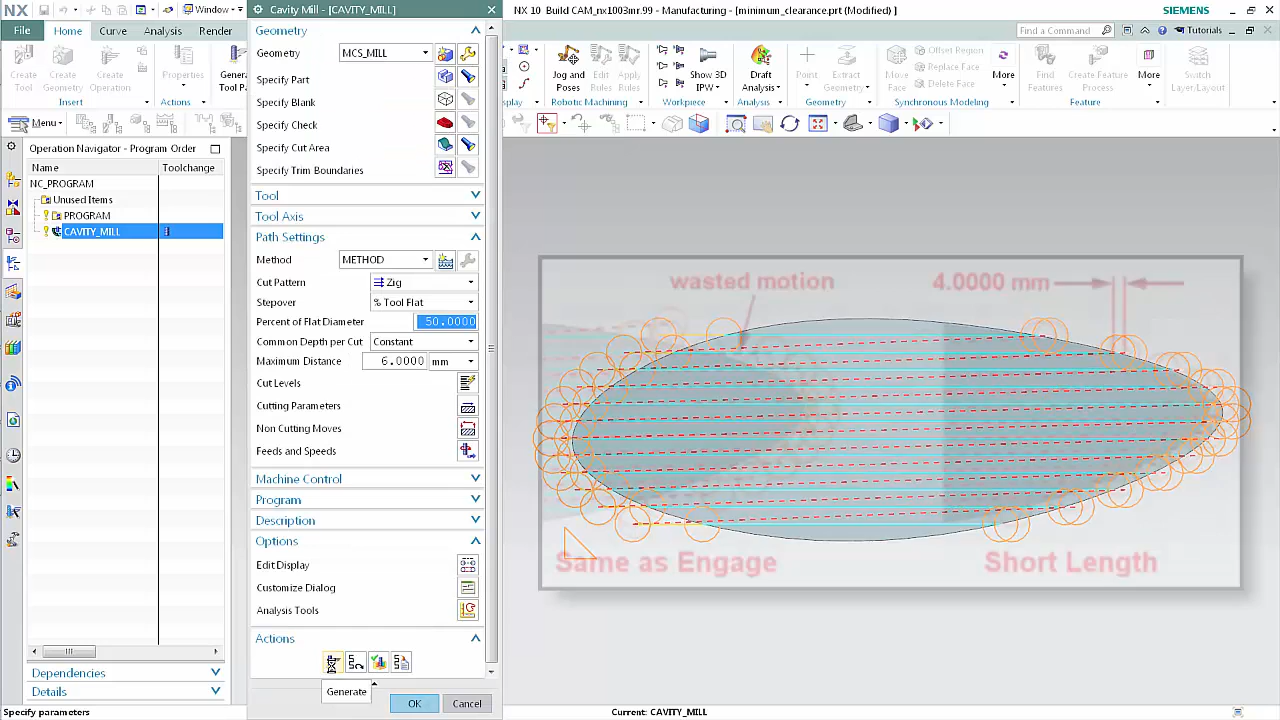 NX
Window
Cavity Mill - [CAVITY_MILL]
NX 10 Build CAM_nx1003imr.99 - Manufacturing - [minimum_clearance.prt (Modified) ]
SIEMENS
File
Home
Curve
Analysis
Render
Find a Command
Tutorials
Create Tool
Create Geometry
Create Operation
Properties
Insert
Actions
Jog and Poses
Edit Rules
Apply Rules
Robotic Machining
Show 3D IPW
Workpiece
Draft Analysis
Analysis
Point
Extract Geometry
Geometry
Move Face
Offset Region
Replace Face
Delete Face
More
Synchronous Modeling
Find Features
Create Feature Process
More
Feature
Switch Layer/Layout
Menu
Operation Navigator - Program Order
Name
Toolchange
NC_PROGRAM
Unused Items
PROGRAM
CAVITY_MILL
Dependencies
Details
Specify parameters
Geometry
Geometry
MCS_MILL
Specify Part
Specify Blank
Specify Check
Specify Cut Area
Specify Trim Boundaries
Tool
Tool Axis
Path Settings
Method
METHOD
Cut Pattern
Zig
Stepover
% Tool Flat
Percent of Flat Diameter
50.0000
Common Depth per Cut
Constant
Maximum Distance
6.0000
mm
Cut Levels
Cutting Parameters
Non Cutting Moves
Feeds and Speeds
Machine Control
Program
Description
Options
Edit Display
Customize Dialog
Analysis Tools
Actions
Generate
OK
Cancel
wasted motion
4.0000 mm
Same as Engage
Short Length
Current: CAVITY_MILL